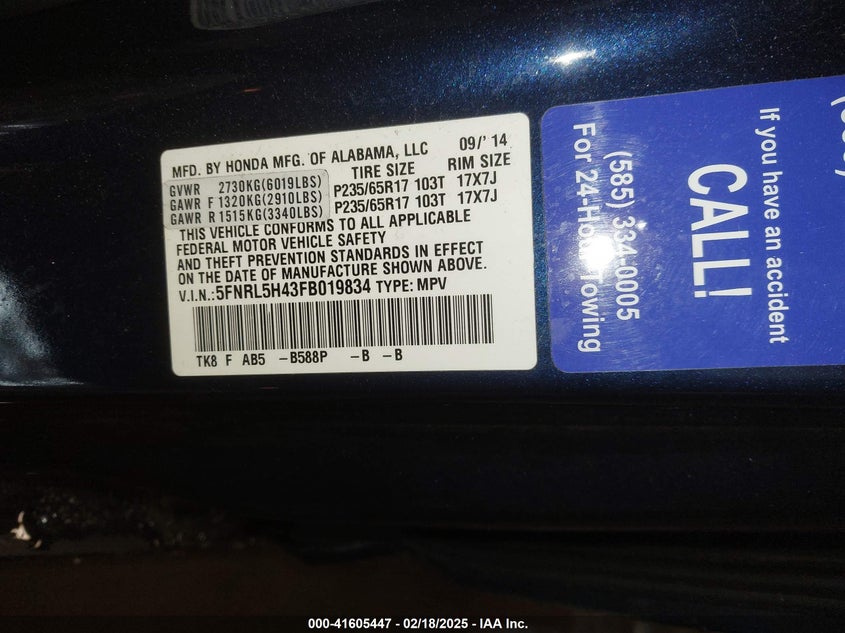 MFD. BY HONDA MFG. OF ALABAMA, LLC 09/' 14
TIRE SIZE RIM SIZE
GVWR 2730KG(6019LBS)
GAWR F 1320KG(2910LBS) P235/65R17 103T 17X7J
GAWR R 1515KG(3340LBS) P235/65R17 103T 17X7J
THIS VEHICLE CONFORMS TO ALL APPLICABLE
FEDERAL MOTOR VEHICLE SAFETY
AND THEFT PREVENTION STANDARDS IN EFFECT
ON THE DATE OF MANUFACTURE SHOWN ABOVE.
V.I.N.:5FNRL5H43FB019834 TYPE: MPV
TK8 F AB5 -B588P -B -B
If you have an accident
CALL!
(585) 334-0005
For 24-Hour Towing
000-41605447 - 02/18/2025 - IAA Inc.